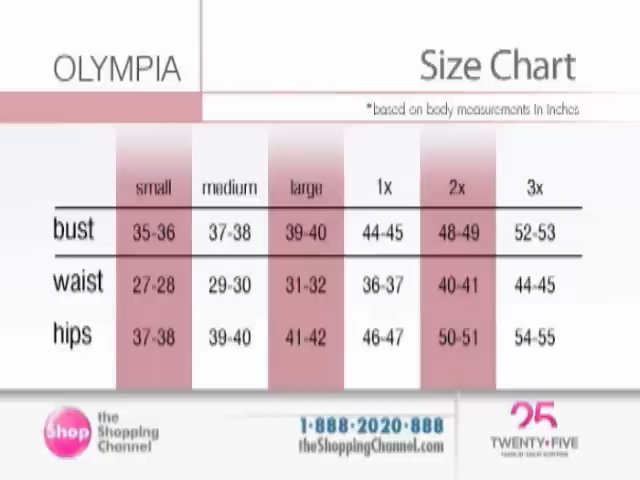 OLYMPIA
Size Chart
*based on body measurements in inches
small medium large 1x 2x 3x
bust 35-36 37-38 39-40 44-45 48-49 52-53
waist 27-28 29-30 31-32 36-37 40-41 44-45
hips 37-38 39-40 41-42 46-47 50-51 54-55
Shop
the
Shopping
Channel
1·888·2020·888
theShoppingChannel.com
25
TWENTY•FIVE